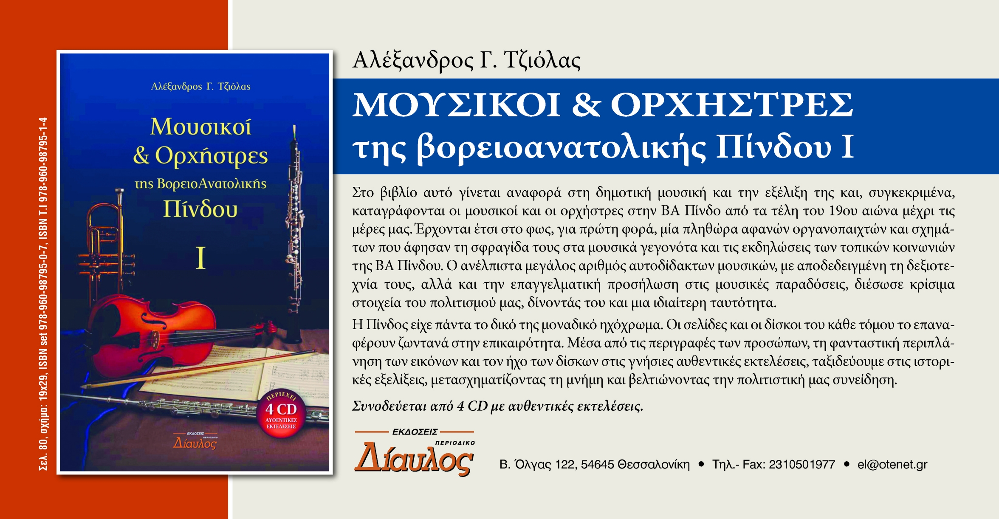 Σελ. 80, σχήμα: 19x29, ISBN set 978-960-98795-0-7, ISBN T.I 978-960-98795-1-4
Αλέξανδρος Γ. Τζιόλας
Μουσικοί
& Ορχήστρες
της ΒορειοΑνατολικής
Πίνδου
I
ΠΕΡΙΕΧΕΙ
4 CD
ΑΥΘΕΝΤΙΚΕΣ
ΕΚΤΕΛΕΣΕΙΣ
ΕΚΔΟΣΕΙΣ
ΠΕΡΙΟΔΙΚΟ
Δίαυλος
Αλέξανδρος Γ. Τζιόλας
ΜΟΥΣΙΚΟΙ & ΟΡΧΗΣΤΡΕΣ
της βορειοανατολικής Πίνδου Ι
Στο βιβλίο αυτό γίνεται αναφορά στη δημοτική μουσική και την εξέλιξη της και, συγκεκριμένα,
καταγράφονται οι μουσικοί και οι ορχήστρες στην ΒΑ Πίνδο από τα τέλη του 19ου αιώνα μέχρι τις
μέρες μας. Έρχονται έτσι στο φως, για πρώτη φορά, μία πληθώρα αφανών οργανοπαιχτών και σχημά-
των που άφησαν τη σφραγίδα τους στα μουσικά γεγονότα και τις εκδηλώσεις των τοπικών κοινωνιών
της ΒΑ Πίνδου. Ο ανέλπιστα μεγάλος αριθμός αυτοδίδακτων μουσικών, με αποδεδειγμένη τη δεξιοτε-
χνία τους, αλλά και την επαγγελματική προσήλωση στις μουσικές παραδόσεις, διέσωσε κρίσιμα
στοιχεία του πολιτισμού μας, δίνοντάς του και μια ιδιαίτερη ταυτότητα.
Η Πίνδος είχε πάντα το δικό της μοναδικό ηχόχρωμα. Οι σελίδες και οι δίσκοι του κάθε τόμου το επανα-
φέρουν ζωντανά στην επικαιρότητα. Μέσα από τις περιγραφές των προσώπων, τη φανταστική περιπλά-
νηση των εικόνων και τον ήχο των δίσκων στις γνήσιες αυθεντικές εκτελέσεις, ταξιδεύουμε στις ιστορι-
κές εξελίξεις, μετασχηματίζοντας τη μνήμη και βελτιώνοντας την πολιτιστική μας συνείδηση.
Συνοδεύεται από 4 CD με αυθεντικές εκτελέσεις.
ΕΚΔΟΣΕΙΣ
ΠΕΡΙΟΔΙΚΟ
Δίαυλος
Β. Όλγας 122, 54645 Θεσσαλονίκη • Τηλ.- Fax: 2310501977 • el@otenet.gr